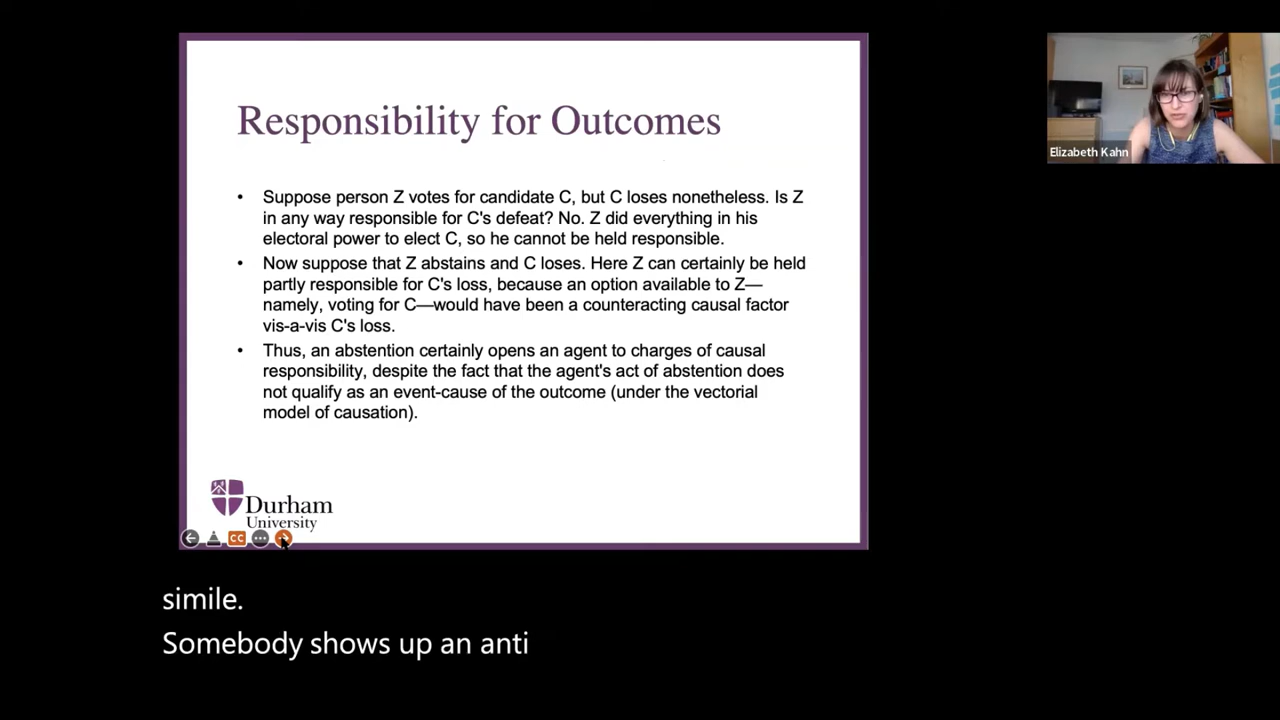 Responsibility for Outcomes
• Suppose person Z votes for candidate C, but C loses nonetheless. Is Z
in any way responsible for C's defeat? No. Z did everything in his
electoral power to elect C, so he cannot be held responsible.
• Now suppose that Z abstains and C loses. Here Z can certainly be held
partly responsible for C's loss, because an option available to Z—
namely, voting for C—would have been a counteracting causal factor
vis-a-vis C's loss.
• Thus, an abstention certainly opens an agent to charges of causal
responsibility, despite the fact that the agent's act of abstention does
not qualify as an event-cause of the outcome (under the vectorial
model of causation).
Durham
University
CC
Elizabeth Kahn
simile.
Somebody shows up an anti